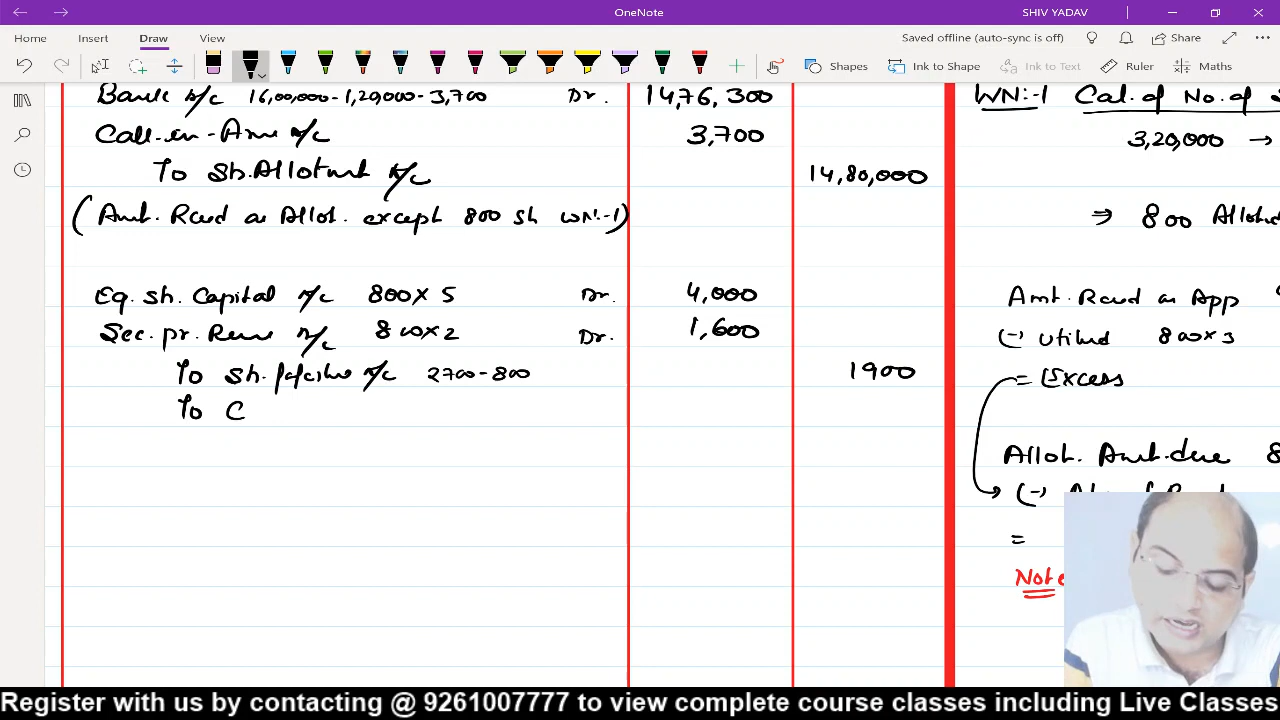 OneNote
SHIV YADAV
Home Insert Draw View
Saved offline (auto-sync is off)
Share
Shapes
Ink to Shape
Ink to Text
Ruler
Maths
Bank A/c 16,00,000-1,20,000-3,700 Dr. 14,76,300
Call-in-Arre A/c 3,700
To Sh. Allotment A/c 14,80,000
(Amt. Recd on Allot. except 800 sh WN:-1)
Eq. Sh. Capital A/c 800×5 Dr. 4,000
Sec. pr. Reserve A/c 800×2 Dr. 1,600
To Sh. forfeiture A/c 2700-800 1900
To C
WN:-1 Cal. of No. of
3,20,000 →
⇒ 800 Allotted
Amt. Recd on App
(-) Utilised 800×3
= Excess
Allot. Amt. due 8
(-)
=
Note
Register with us by contacting @ 9261007777 to view complete course classes including Live Classes